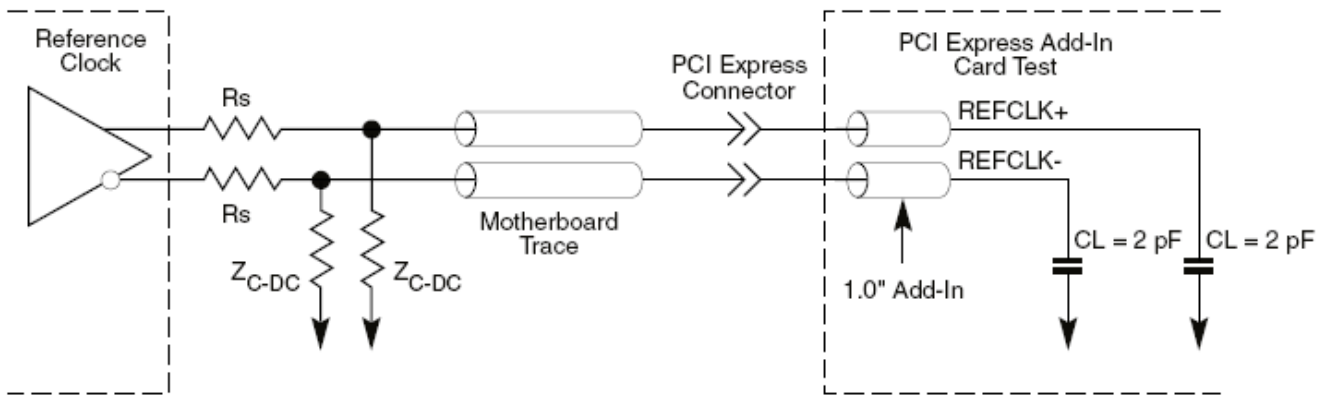 Reference
Clock
Rs
Rs
Z_C-DC
Z_C-DC
Motherboard
Trace
PCI Express
Connector
PCI Express Add-In
Card Test
REFCLK+
REFCLK-
1.0" Add-In
CL = 2 pF
CL = 2 pF